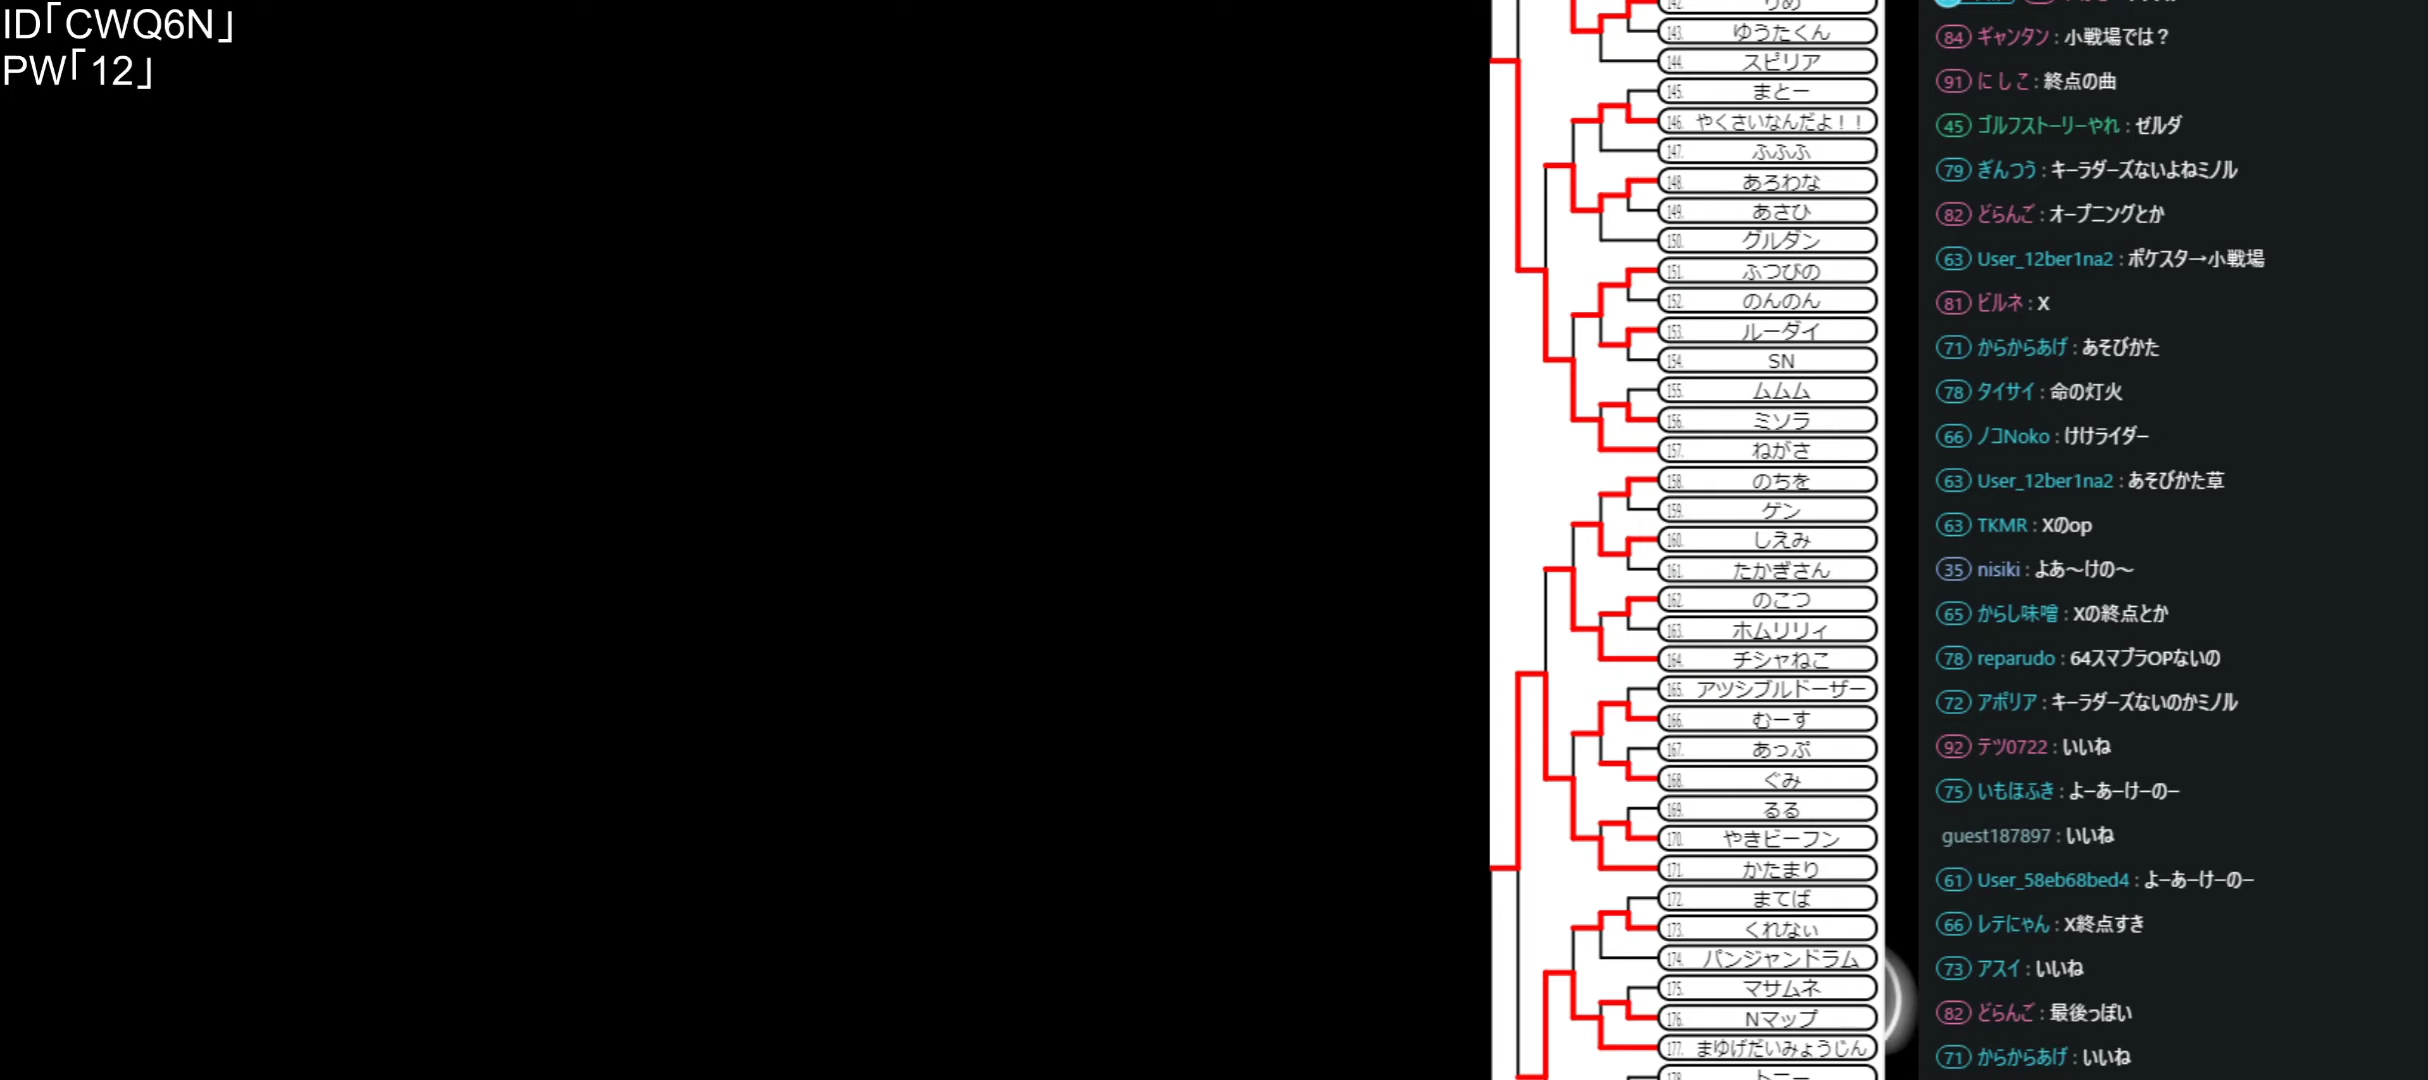 ID「CWQ6N」
PW「12」
142. りめ
143. ゆうたくん
144. スピリア
145. まとー
146. やくさいなんだよ！！
147. ふふふ
148. あろわな
149. あさひ
150. グルダン
151. ふつびの
152. のんのん
153. ルーダイ
154. SN
155. ムムム
156. ミソラ
157. ねがさ
158. のちを
159. ゲン
160. しえみ
161. たかぎさん
162. のこつ
163. ホムリリィ
164. チシャねこ
165. アツシブルドーザー
166. むーす
167. あっぷ
168. ぐみ
169. るる
170. やきビーフン
171. かたまり
172. まてば
173. くれない
174. パンジャンドラム
175. マサムネ
176. Nマップ
177. まゆげだいみょうじん
178. トニー
84 ギャンタン : 小戦場では？
91 にしこ : 終点の曲
45 ゴルフストーリーやれ : ゼルダ
79 ぎんつう : キーラダーズないよねミノル
82 どらんご : オープニングとか
63 User_12ber1na2 : ポケスタ→小戦場
81 ビルネ : X
71 からからあげ : あそびかた
78 タイサイ : 命の灯火
66 ノコNoko : けけライダー
63 User_12ber1na2 : あそびかた草
63 TKMR : Xのop
35 nisiki : よあ〜けの〜
65 からし味噌 : Xの終点とか
78 reparudo : 64スマブラOPないの
72 アポリア : キーラダーズないのかミノル
92 テツ0722 : いいね
75 いもほふき : よーあーけーのー
guest187897 : いいね
61 User_58eb68bed4 : よーあーけーのー
66 レテにゃん : X終点すき
73 アスイ : いいね
82 どらんご : 最後っぽい
71 からからあげ : いいね